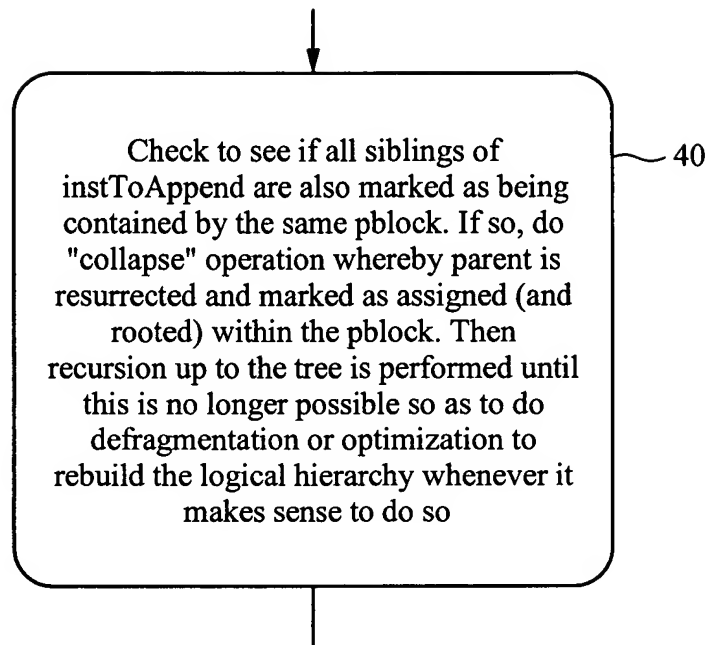 Check to see if all siblings of
instToAppend are also marked as being
contained by the same pblock. If so, do
"collapse" operation whereby parent is
resurrected and marked as assigned (and
rooted) within the pblock. Then
recursion up to the tree is performed until
this is no longer possible so as to do
defragmentation or optimization to
rebuild the logical hierarchy whenever it
makes sense to do so
40